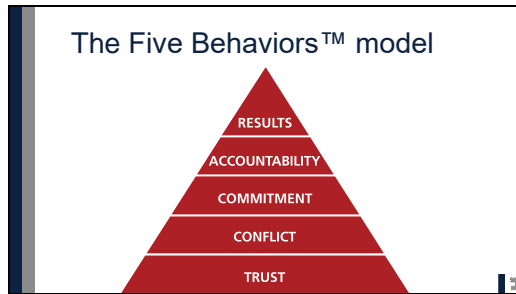 The Five Behaviors™ model
RESULTS
ACCOUNTABILITY
COMMITMENT
CONFLICT
TRUST